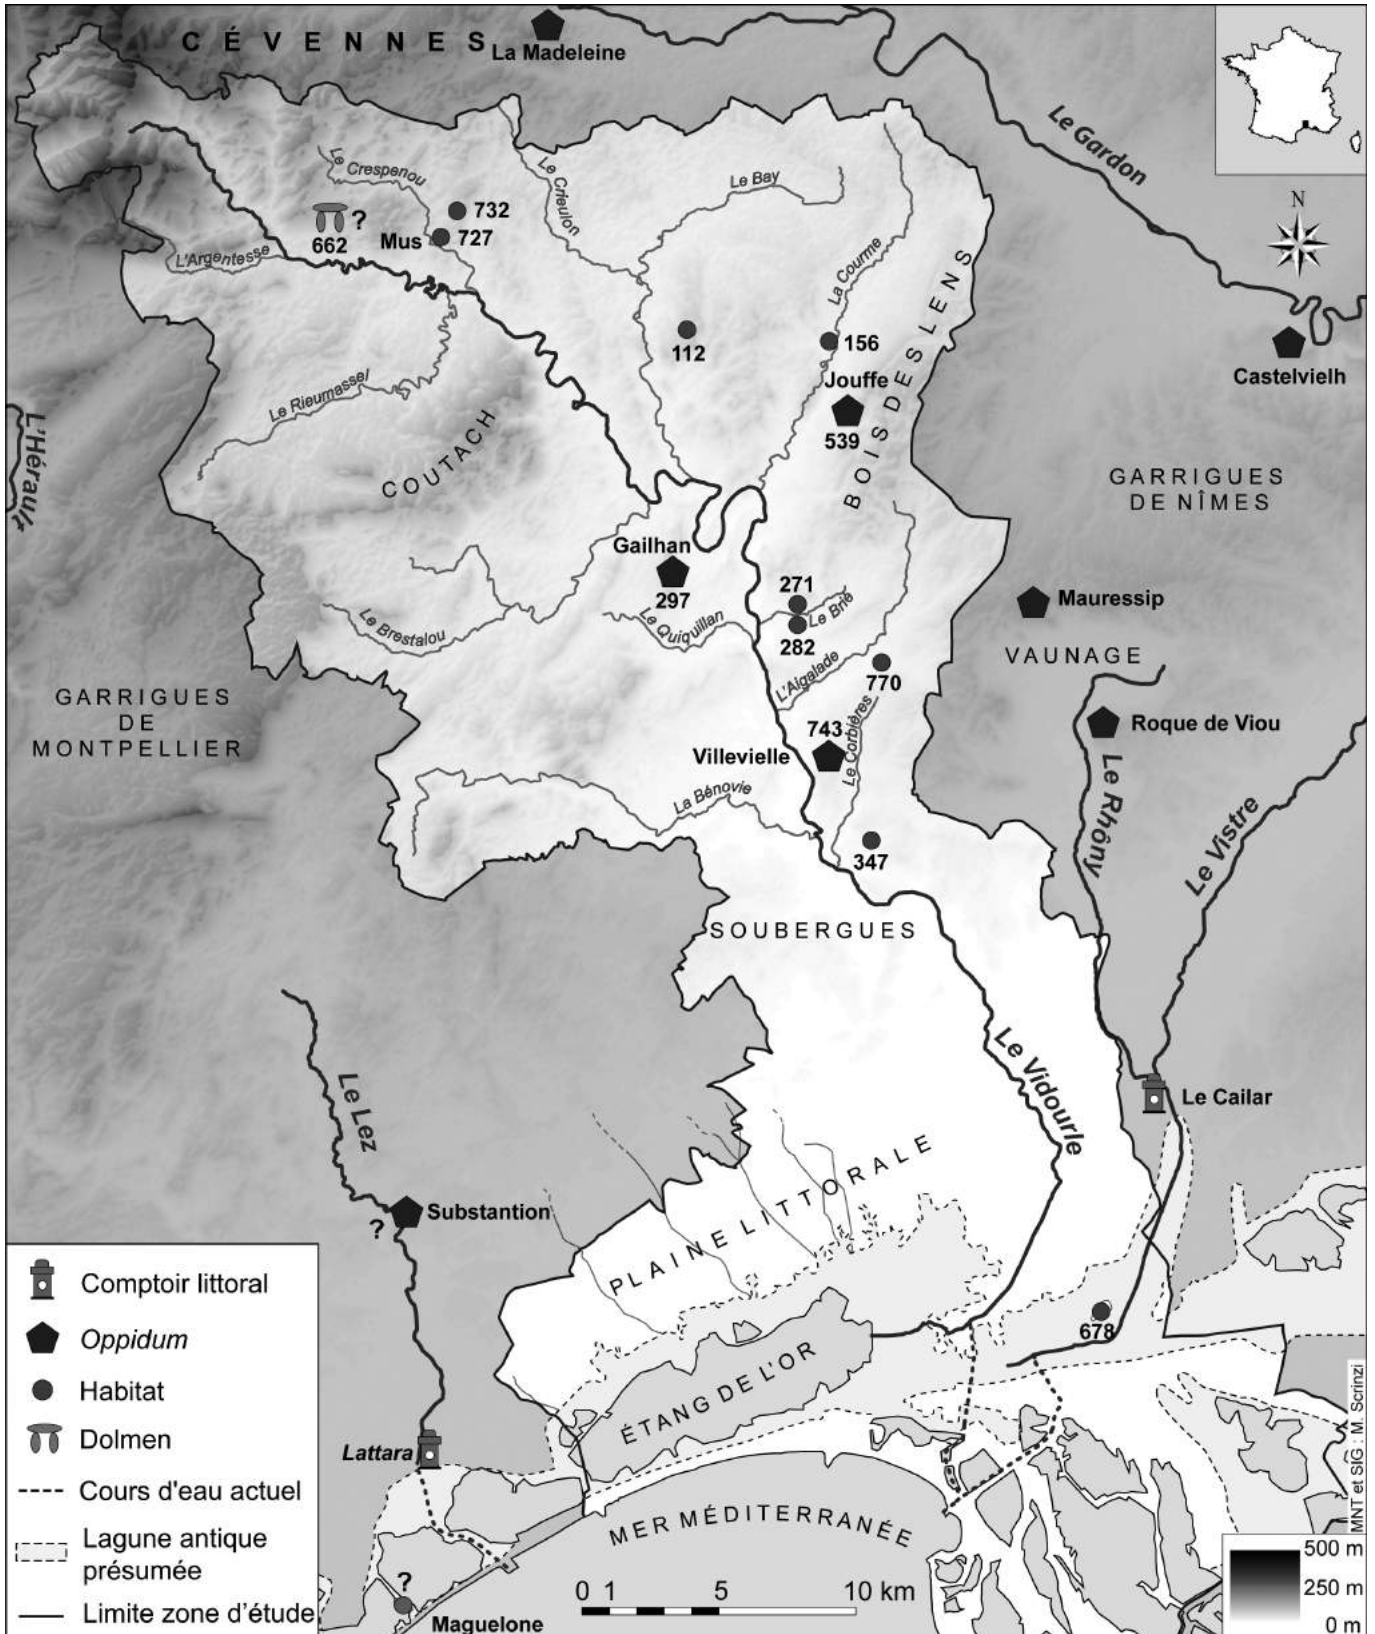 CÉVENNES
La Madeleine
Le Gardon
N
Le Crespenou
Le Crieulon
Le Bay
732
?
662
Mus
727
L'Argentesse
La Courme
BOIS DES LENS
112
156
Jouffe
539
Castelvielh
Le Rieumassel
COUTACH
L'Hérault
GARRIGUES
DE NÎMES
Gailhan
297
271
Le Brié
282
Mauressip
Le Brestalou
Le Quiquillan
VAUNAGE
L'Aigalade
770
GARRIGUES
DE
MONTPELLIER
743
Villevielle
Le Corbières
Roque de Viou
Le Rhôny
Le Vistre
La Bénovie
347
SOUBERGUES
Le Vidourle
Le Lez
Le Cailar
PLAINE LITTORALE
Substantion
?
678
ÉTANG DE L'OR
Lattara
MER MÉDITERRANÉE
?
Maguelone
Comptoir littoral
Oppidum
Habitat
Dolmen
Cours d'eau actuel
Lagune antique
présumée
Limite zone d'étude
0 1 5 10 km
MNT et SIG : M. Scrinzi
500 m
250 m
0 m